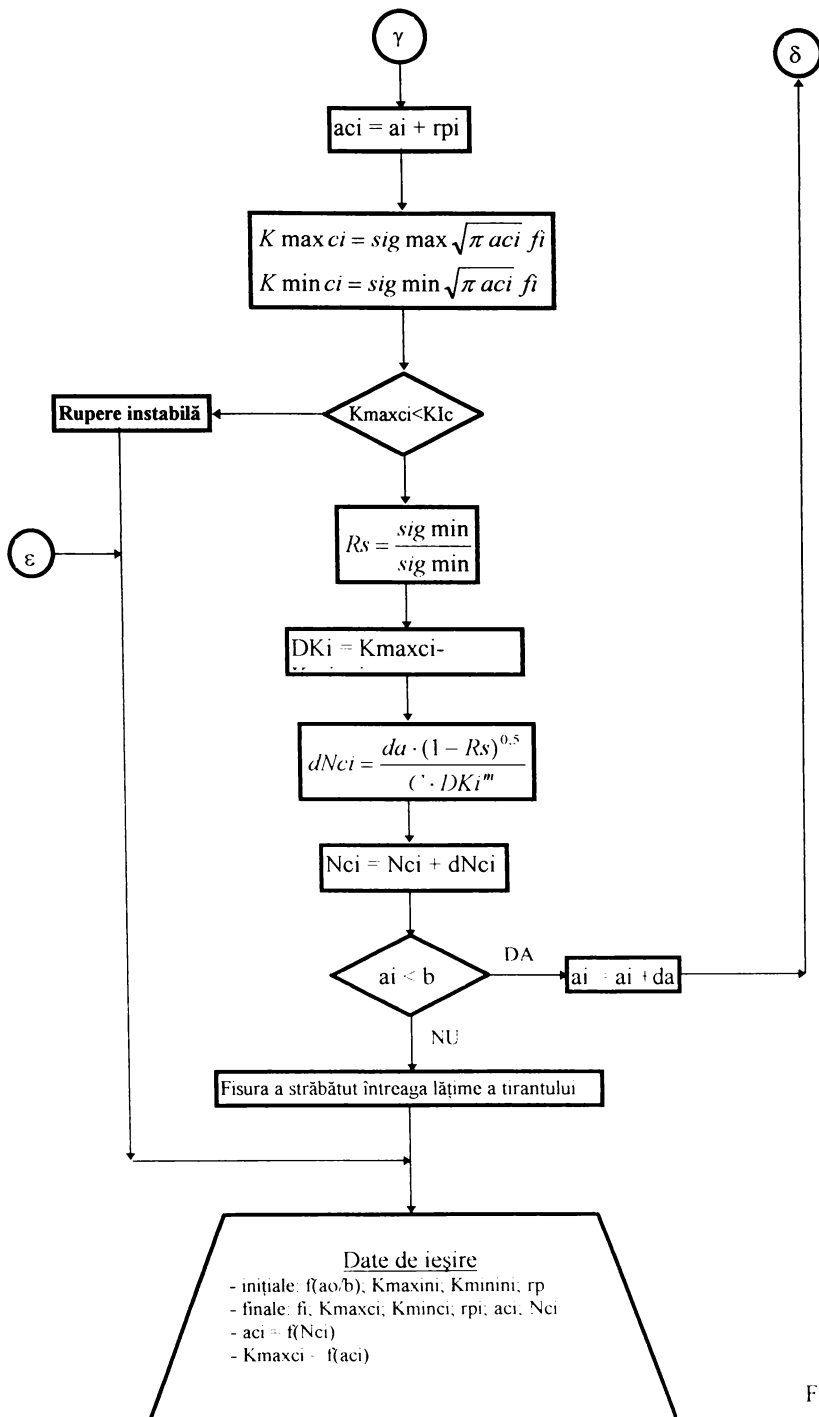 γ
δ
aci = ai + rpi
K max ci = sig max √(π aci) fi
K min ci = sig min √(π aci) fi
Rupere instabilă
Kmaxci<KIc
ε
Rs = sig min / sig min
DKi = Kmaxci-
dNci = da · (1 − Rs)^0,5 / C · DKi^m
Nci = Nci + dNci
ai < b
DA
ai = ai +da
NU
Fisura a străbătut întreaga lățime a tirantului
Date de ieşire
- inițiale: f(ao/b); Kmaxini; Kminini; rp
- finale: fi; Kmaxci; Kminci; rpi; aci; Nci
- aci = f(Nci)
- Kmaxci = f(aci)
F